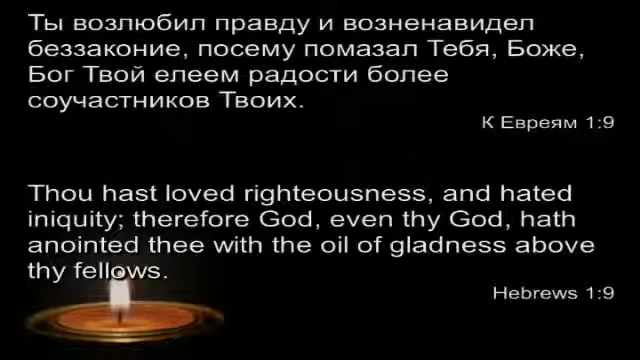 Ты возлюбил правду и возненавидел
беззаконие, посему помазал Тебя, Боже,
Бог Твой елеем радости более
соучастников Твоих.
К Евреям 1:9
Thou hast loved righteousness, and hated
iniquity; therefore God, even thy God, hath
anointed thee with the oil of gladness above
thy fellows.
Hebrews 1:9